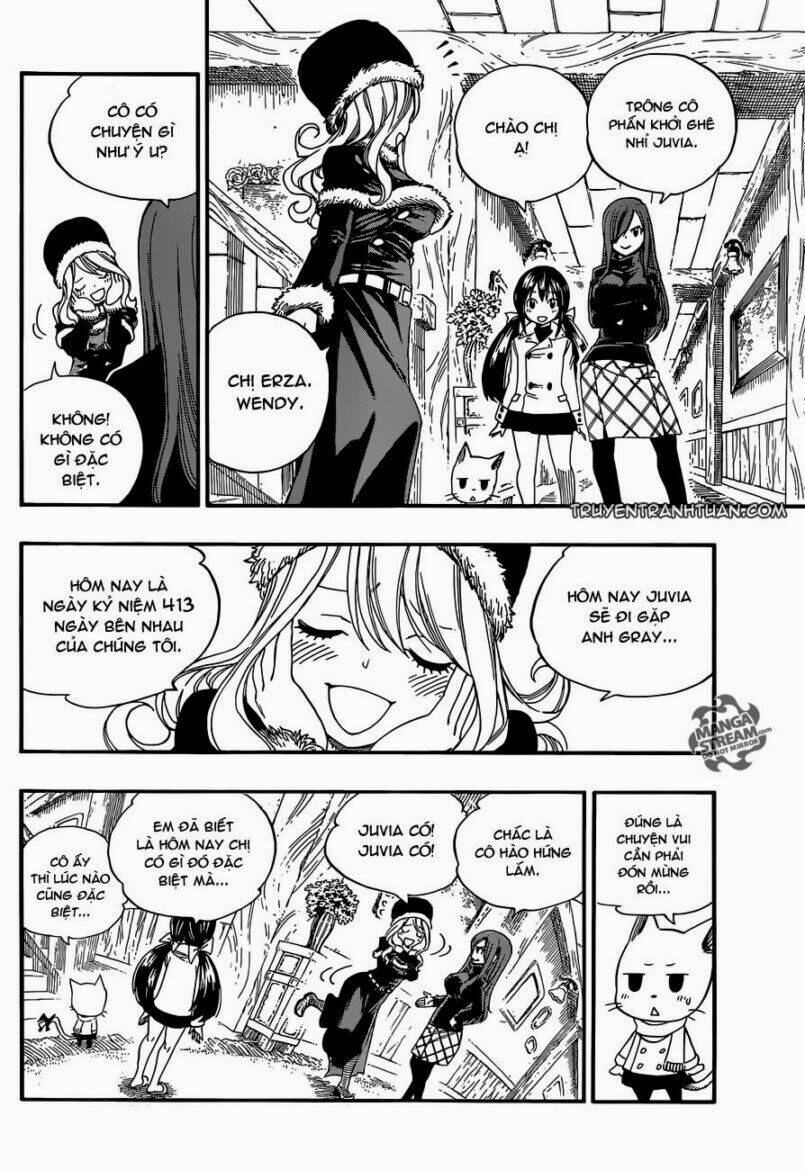 TRÔNG CÔ
PHẤN KHỞI GHÊ
NHỈ JUVIA.
CHÀO CHỊ
Ạ!
CHỊ ERZA.
WENDY.
CÔ CÓ
CHUYỆN GÌ
NHƯ Ý Ư?
KHÔNG!
KHÔNG CÓ
GÌ ĐẶC
BIỆT.
TRUYENTRANHTUAN.COM
HÔM NAY JUVIA
SẼ ĐI GẶP
ANH GRAY...
HÔM NAY LÀ
NGÀY KỶ NIỆM 413
NGÀY BÊN NHAU
CỦA CHÚNG TÔI.
MANGA
STREAM.com
DO NOT MIRROR
ĐÚNG LÀ
CHUYỆN VUI
CẦN PHẢI
ĐÓN MỪNG
RỒI...
CHẮC LÀ
CÔ HÀO HỨNG
LẮM.
JUVIA CÓ!
JUVIA CÓ!
EM ĐÃ BIẾT
LÀ HÔM NAY CHỊ
CÓ GÌ ĐÓ ĐẶC
BIỆT MÀ...
CÔ ẤY
THÌ LÚC NÀO
CŨNG ĐẶC
BIỆT...